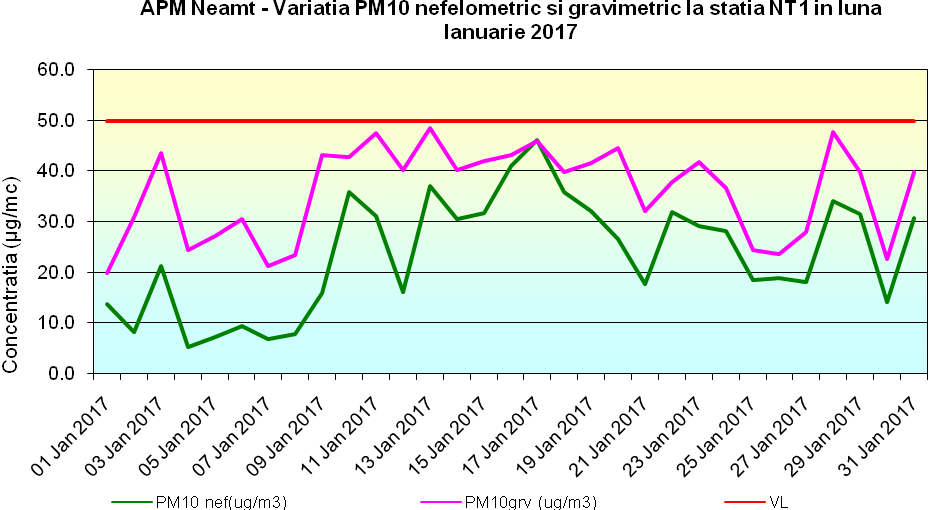 APM Neamt - Variatia PM10 nefelometric si gravimetric la statia NT1 in luna
Ianuarie 2017
60.0
50.0
40.0
30.0
20.0
10.0
0.0
Concentratia (µg/mc)
01 Jan 2017
03 Jan 2017
05 Jan 2017
07 Jan 2017
09 Jan 2017
11 Jan 2017
13 Jan 2017
15 Jan 2017
17 Jan 2017
19 Jan 2017
21 Jan 2017
23 Jan 2017
25 Jan 2017
27 Jan 2017
29 Jan 2017
31 Jan 2017
PM10 nef(ug/m3) PM10grv (ug/m3) VL